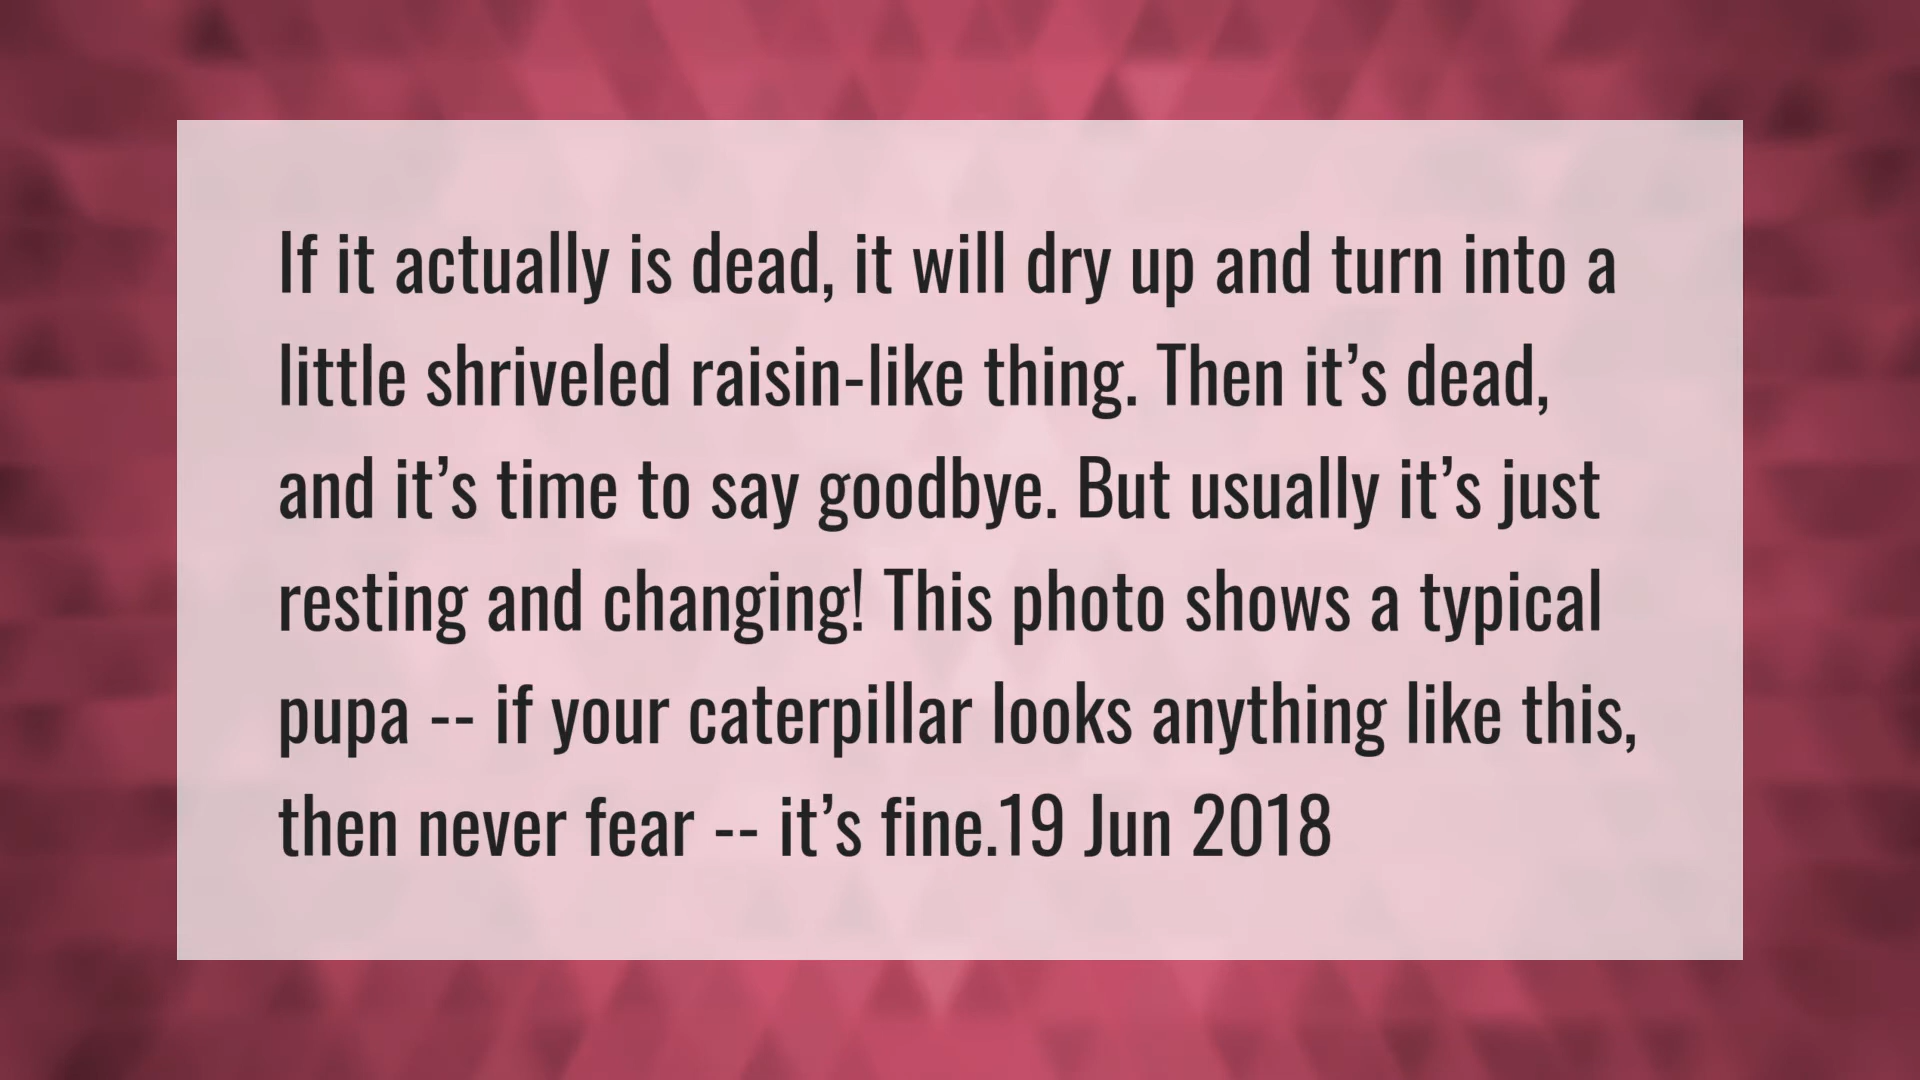 If it actually is dead, it will dry up and turn into a
little shriveled raisin-like thing. Then it’s dead,
and it’s time to say goodbye. But usually it’s just
resting and changing! This photo shows a typical
pupa -- if your caterpillar looks anything like this,
then never fear -- it’s fine.19 Jun 2018